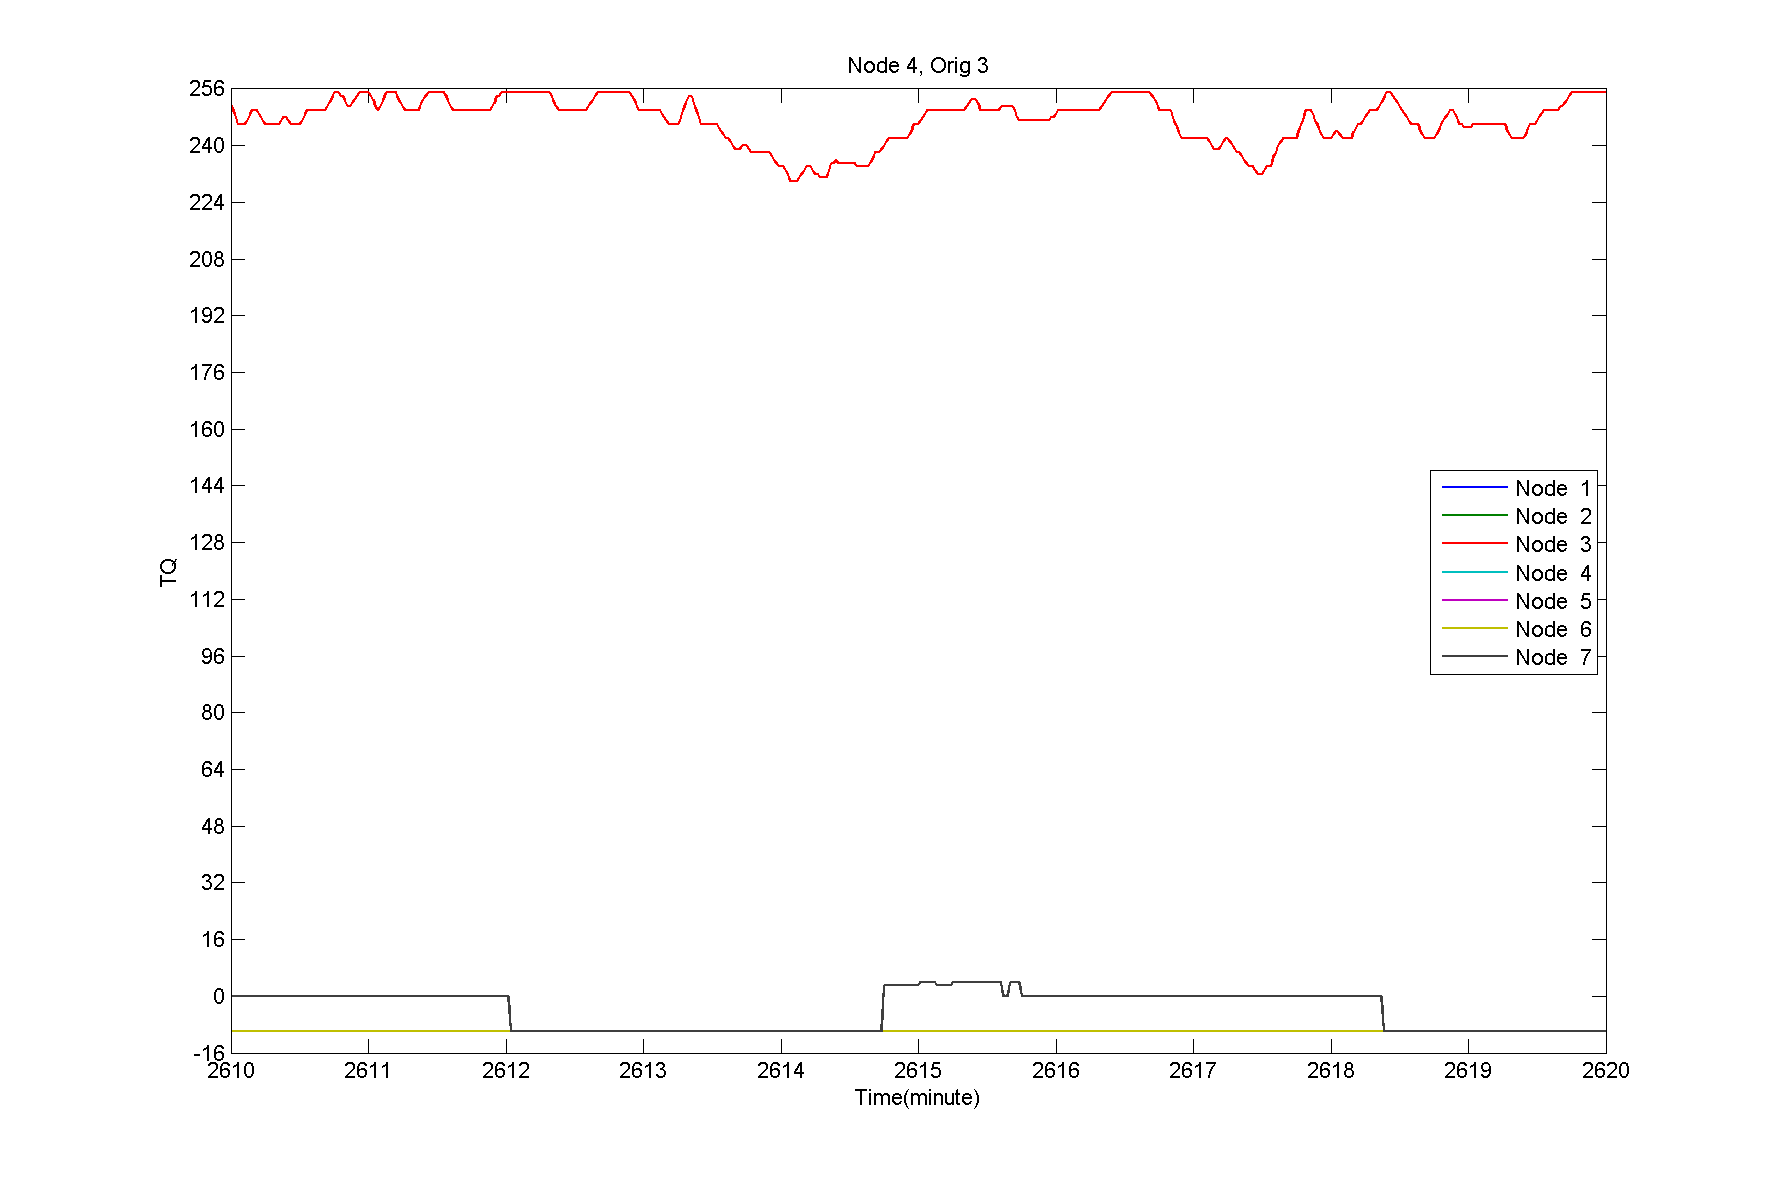 Node 4, Orig 3
256
240
224
208
192
176
160
144
128
112
96
80
64
48
32
16
0
-16
TQ
Node 1
Node 2
Node 3
Node 4
Node 5
Node 6
Node 7
2610 2611 2612 2613 2614 2615 2616 2617 2618 2619 2620
Time(minute)